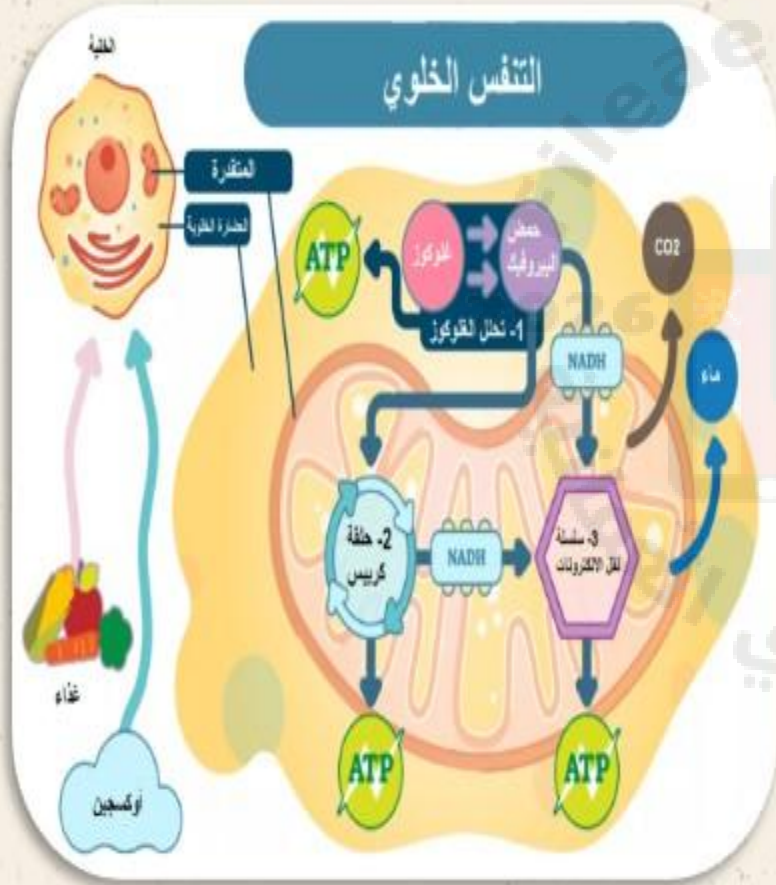 التنفس الخلوي
الخلية
المتقدرة
العضارة الخلوية
ATP
غلوكوز
حمض
البيروفيك
1- تحلل الغلوكوز
NADH
CO2
ماء
2- حلقة
كريبس
NADH
3- سلسلة
نقل الالكترونات
ATP
ATP
غذاء
أوكسجين